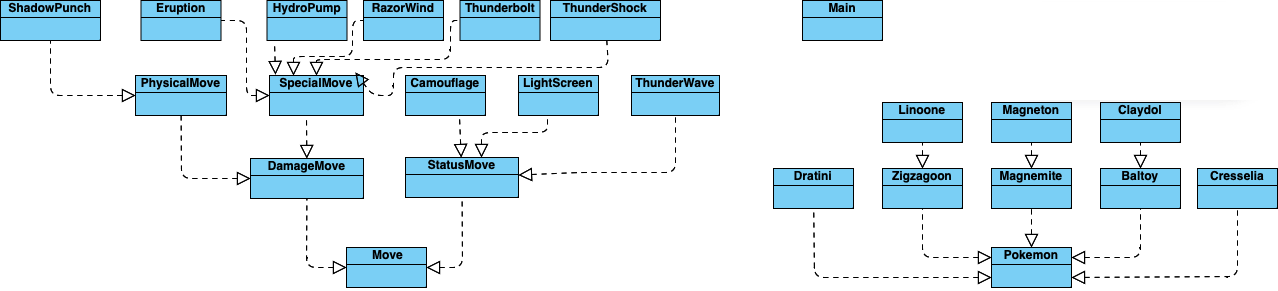 ShadowPunch
Eruption
HydroPump
RazorWind
Thunderbolt
ThunderShock
Main
PhysicalMove
SpecialMove
Camouflage
LightScreen
ThunderWave
Linoone
Magneton
Claydol
DamageMove
StatusMove
Dratini
Zigzagoon
Magnemite
Baltoy
Cresselia
Move
Pokemon